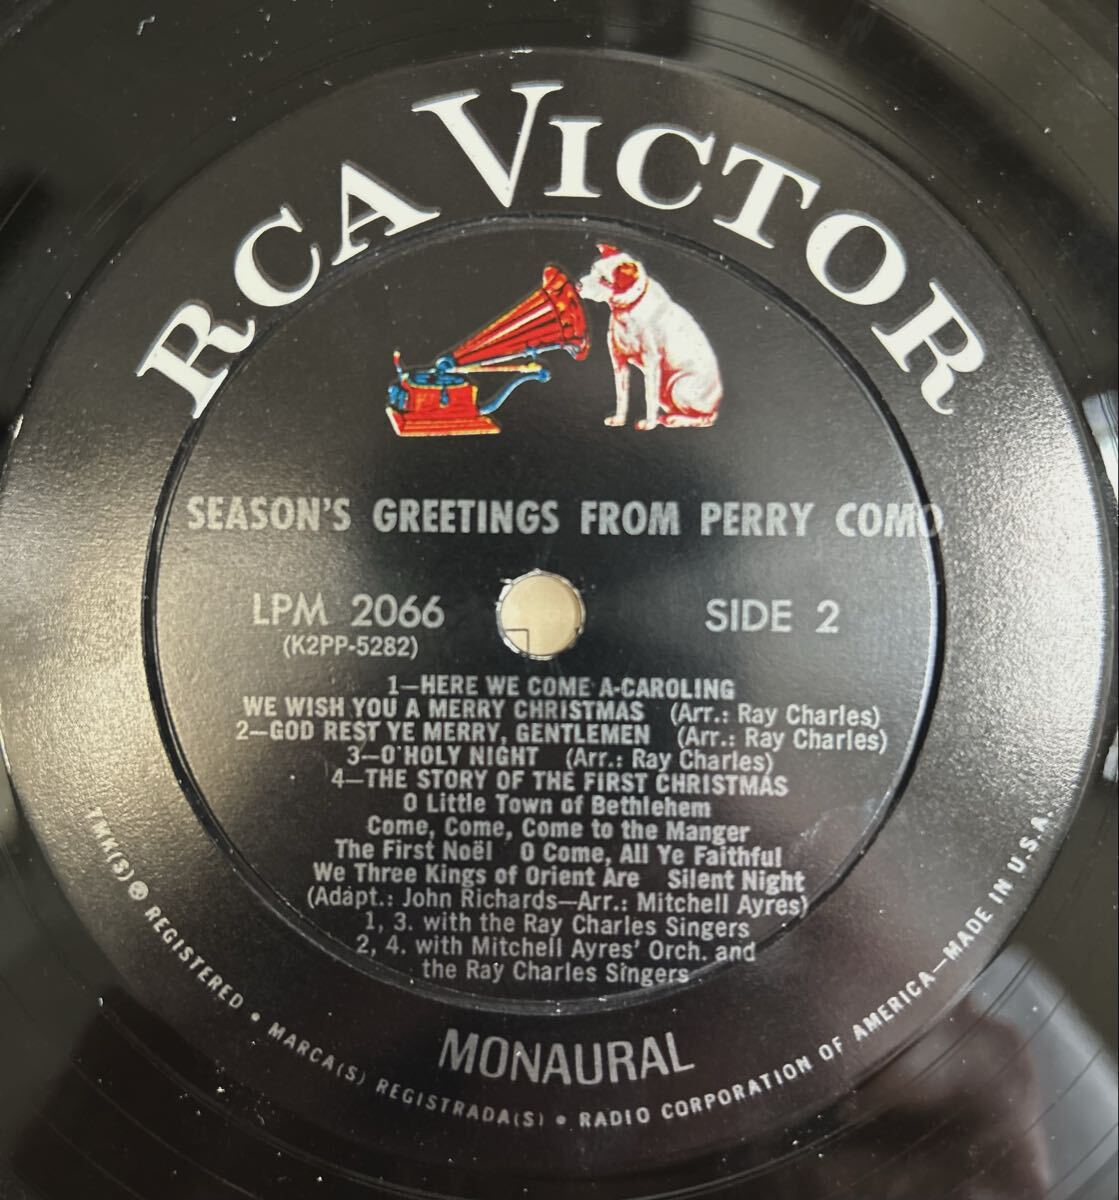 RCA VICTOR
SEASON'S GREETINGS FROM PERRY COMO
LPM 2066
(K2PP-5282)
SIDE 2
1—HERE WE COME A-CAROLING
WE WISH YOU A MERRY CHRISTMAS (Arr.: Ray Charles)
2—GOD REST YE MERRY, GENTLEMEN (Arr.: Ray Charles)
3—O HOLY NIGHT (Arr.: Ray Charles)
4—THE STORY OF THE FIRST CHRISTMAS
O Little Town of Bethlehem
Come, Come, Come to the Manger
The First Noël O Come, All Ye Faithful
We Three Kings of Orient Are Silent Night
(Adapt.: John Richards—Arr.: Mitchell Ayres)
1, 3. with the Ray Charles Singers
2, 4. with Mitchell Ayres' Orch. and
the Ray Charles Singers
MONAURAL
TMK(S) ® REGISTERED • MARCA(S) REGISTRADA(S) • RADIO CORPORATION OF AMERICA—MADE IN U.S.A.